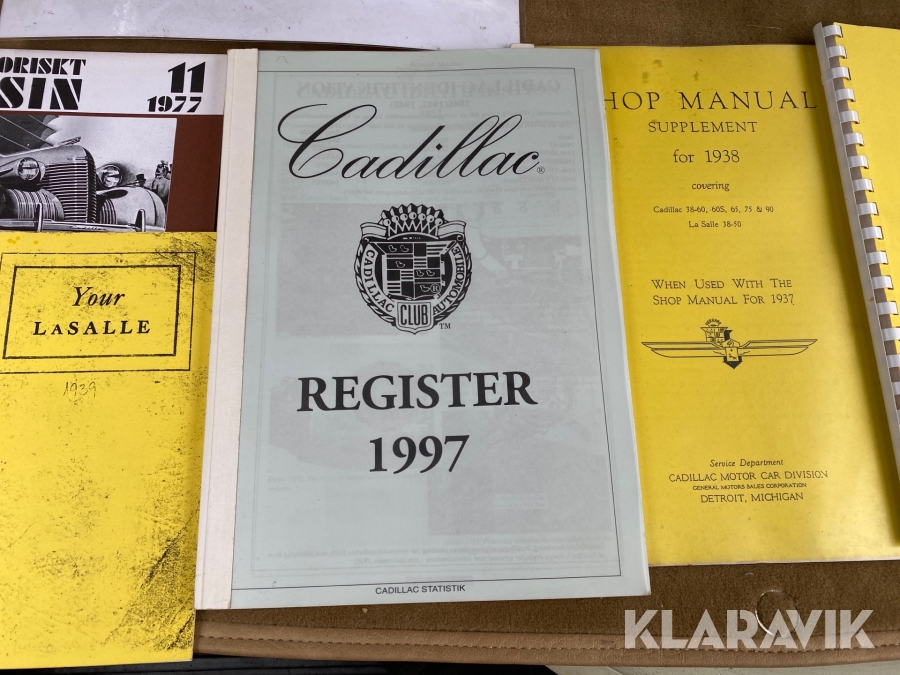 ORISKT
SIN
11
1977
Your
LASALLE
1939
Cadillac®
CADILLAC AUTOMOBILE
CLUB
TM
REGISTER
1997
CADILLAC STATISTIK
HOP MANUAL
SUPPLEMENT
for 1938
covering
Cadillac 38-60, 60S, 65, 75 & 90
La Salle 38-50
WHEN USED WITH THE
SHOP MANUAL FOR 1937
Service Department
CADILLAC MOTOR CAR DIVISION
GENERAL MOTORS SALES CORPORATION
DETROIT, MICHIGAN
KLARAVIK